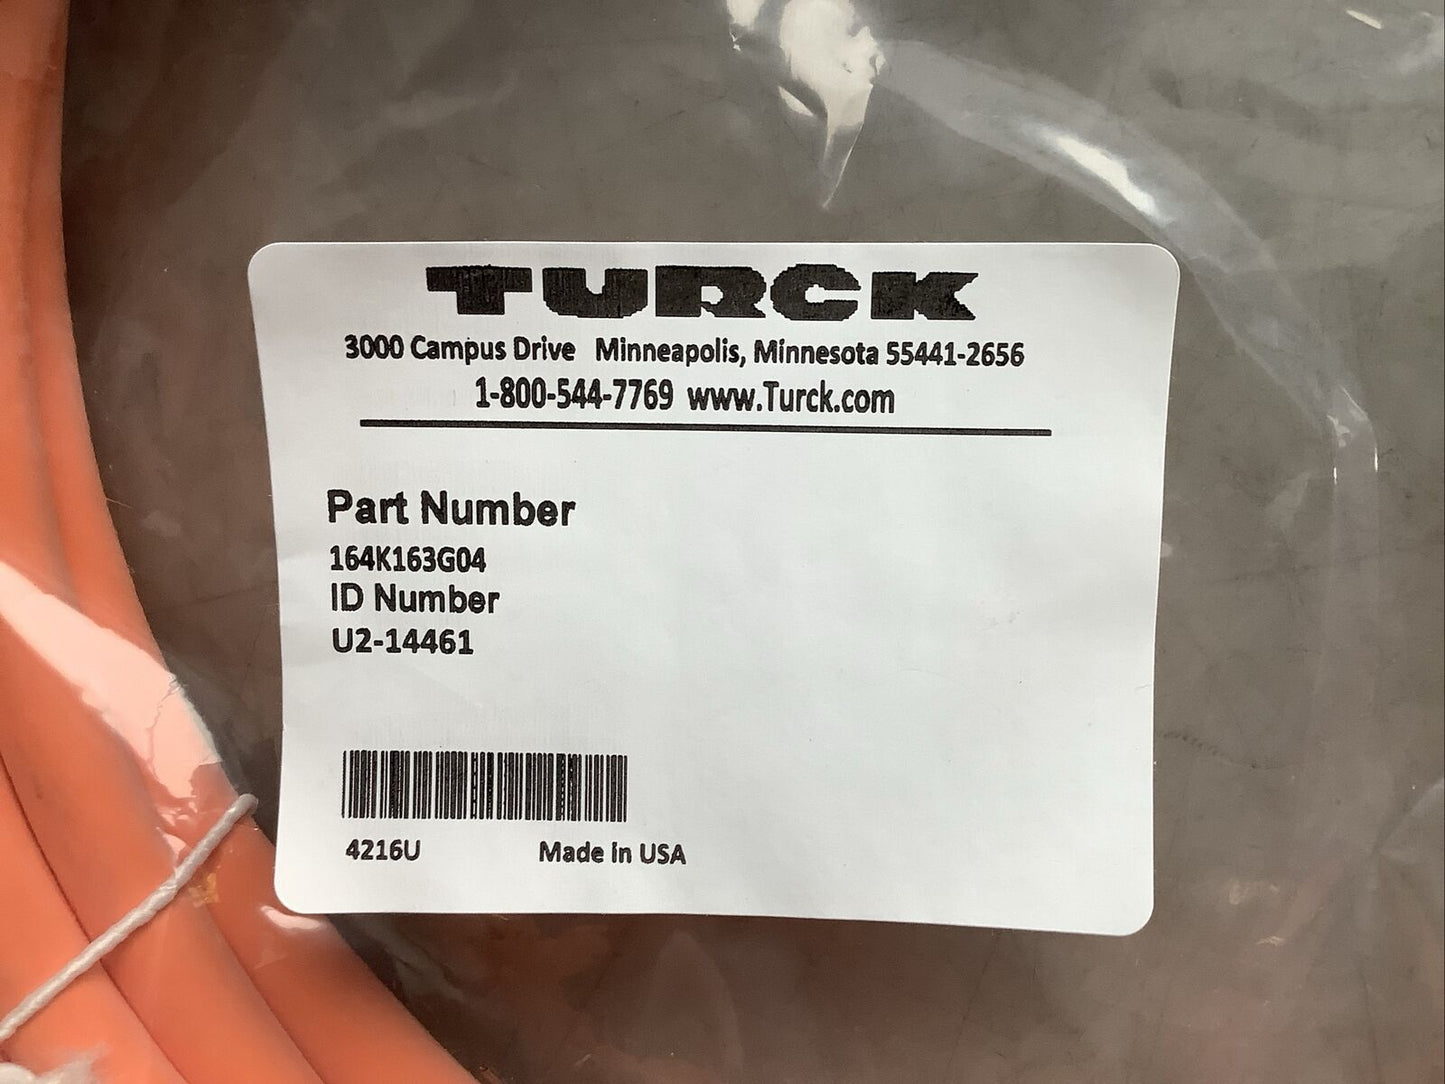 TURCK
3000 Campus Drive Minneapolis, Minnesota 55441-2656
1-800-544-7769 www.Turck.com
Part Number
164K163G04
ID Number
U2-14461
4216U Made in USA